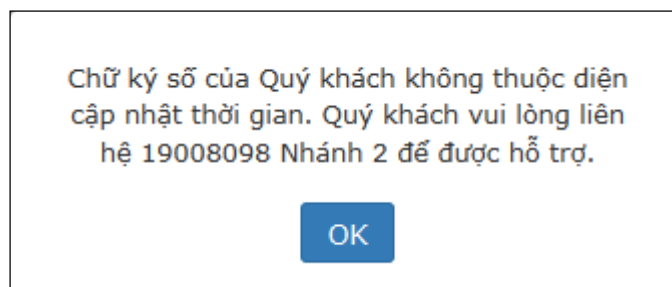 Chữ ký số của Quý khách không thuộc diện
cập nhật thời gian. Quý khách vui lòng liên
hệ 19008098 Nhánh 2 để được hỗ trợ.
OK